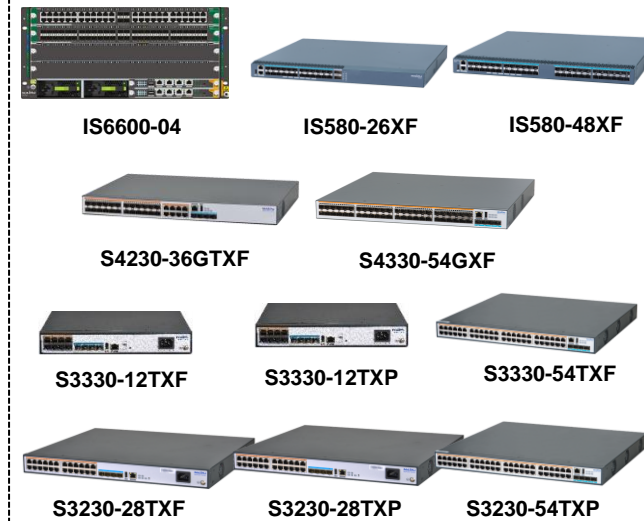 IS6600-04
IS580-26XF
IS580-48XF
S4230-36GTXF
S4330-54GXF
S3330-12TXF
S3330-12TXP
S3330-54TXF
S3230-28TXF
S3230-28TXP
S3230-54TXP